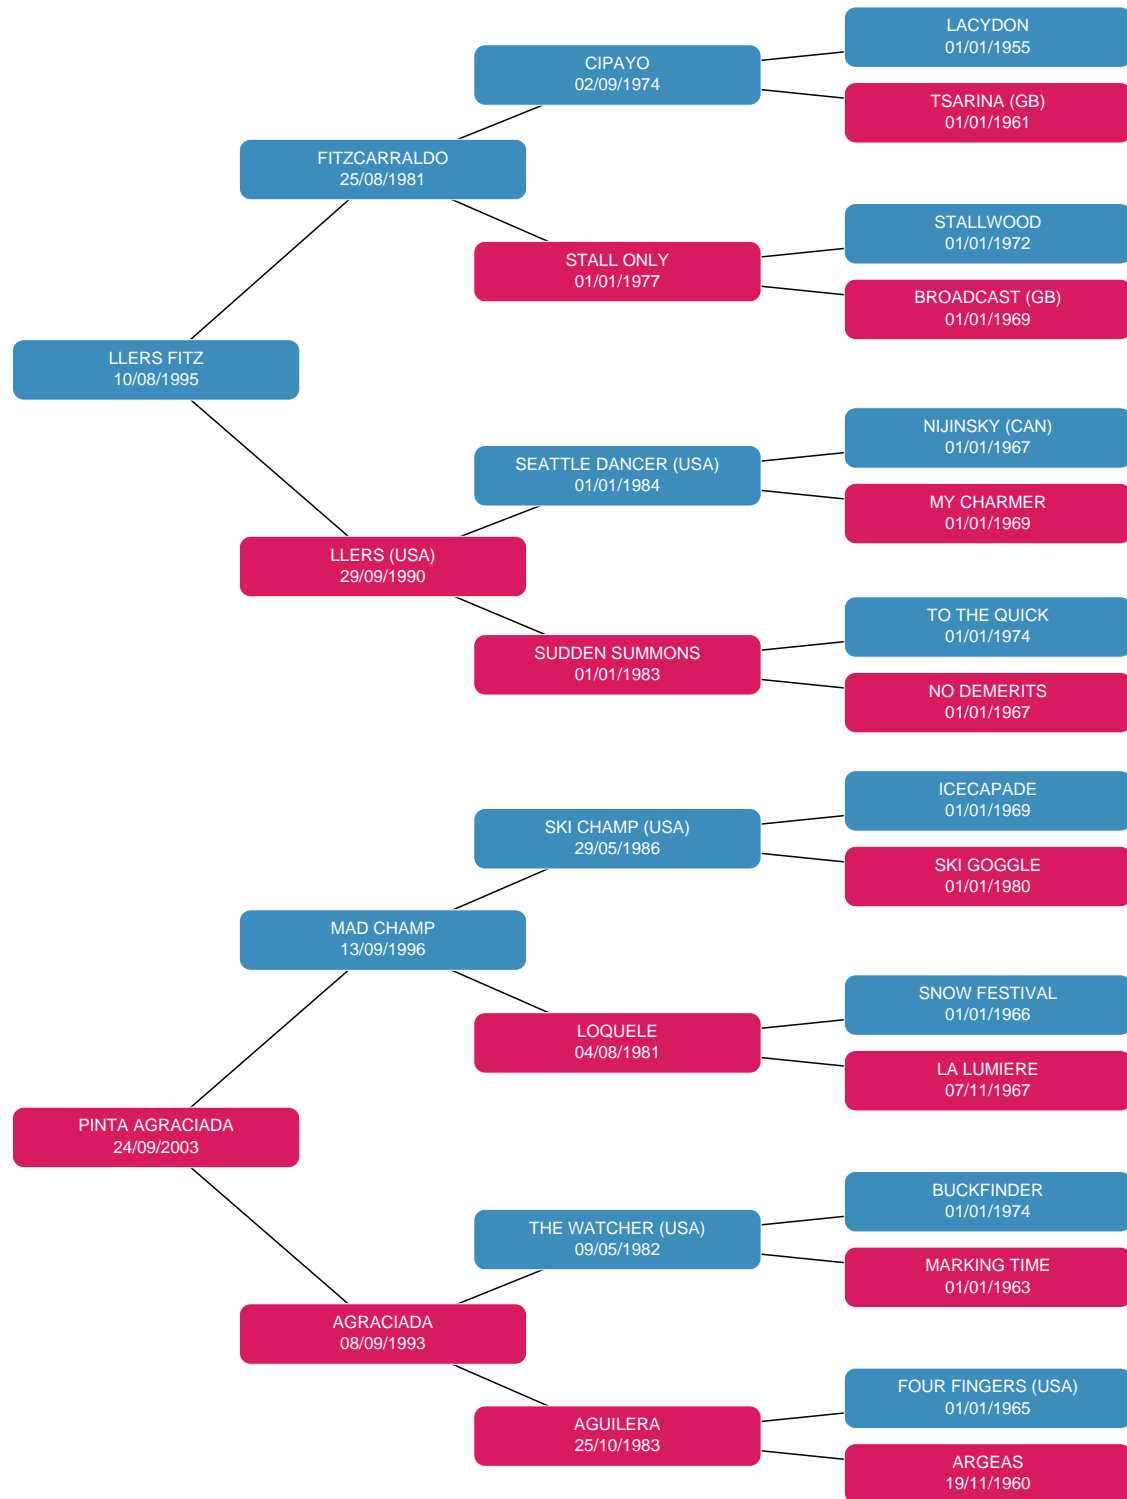 LACYDON
01/01/1955
CIPAYO
02/09/1974
TSARINA (GB)
01/01/1961
FITZCARRALDO
25/08/1981
STALLWOOD
01/01/1972
STALL ONLY
01/01/1977
BROADCAST (GB)
01/01/1969
LLERS FITZ
10/08/1995
NIJINSKY (CAN)
01/01/1967
SEATTLE DANCER (USA)
01/01/1984
MY CHARMER
01/01/1969
LLERS (USA)
29/09/1990
TO THE QUICK
01/01/1974
SUDDEN SUMMONS
01/01/1983
NO DEMERITS
01/01/1967
ICECAPADE
01/01/1969
SKI CHAMP (USA)
29/05/1986
SKI GOGGLE
01/01/1980
MAD CHAMP
13/09/1996
SNOW FESTIVAL
01/01/1966
LOQUELE
04/08/1981
LA LUMIERE
07/11/1967
PINTA AGRACIADA
24/09/2003
BUCKFINDER
01/01/1974
THE WATCHER (USA)
09/05/1982
MARKING TIME
01/01/1963
AGRACIADA
08/09/1993
FOUR FINGERS (USA)
01/01/1965
AGUILERA
25/10/1983
ARGEAS
19/11/1960